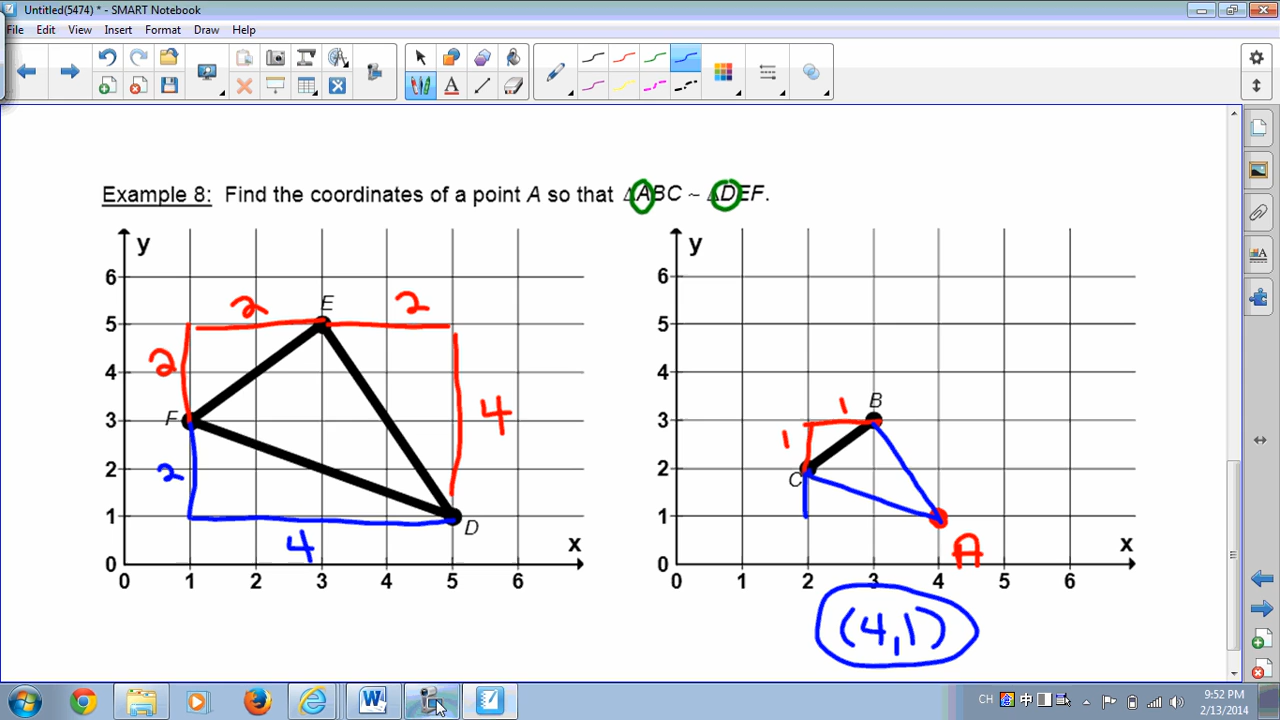 Untitled(5474) * - SMART Notebook
File Edit View Insert Format Draw Help
Example 8: Find the coordinates of a point A so that ΔABC ~ ΔDEF.
y
6
5
4
3
2
1
0
0 1 2 3 4 5 6
x
E
F
D
2 2
2
4
2
4
y
6
5
4
3
2
1
0
0 1 2 3 4 5 6
x
B
C
1
1
A
(4,1)
CH 中
9:52 PM
2/13/2014